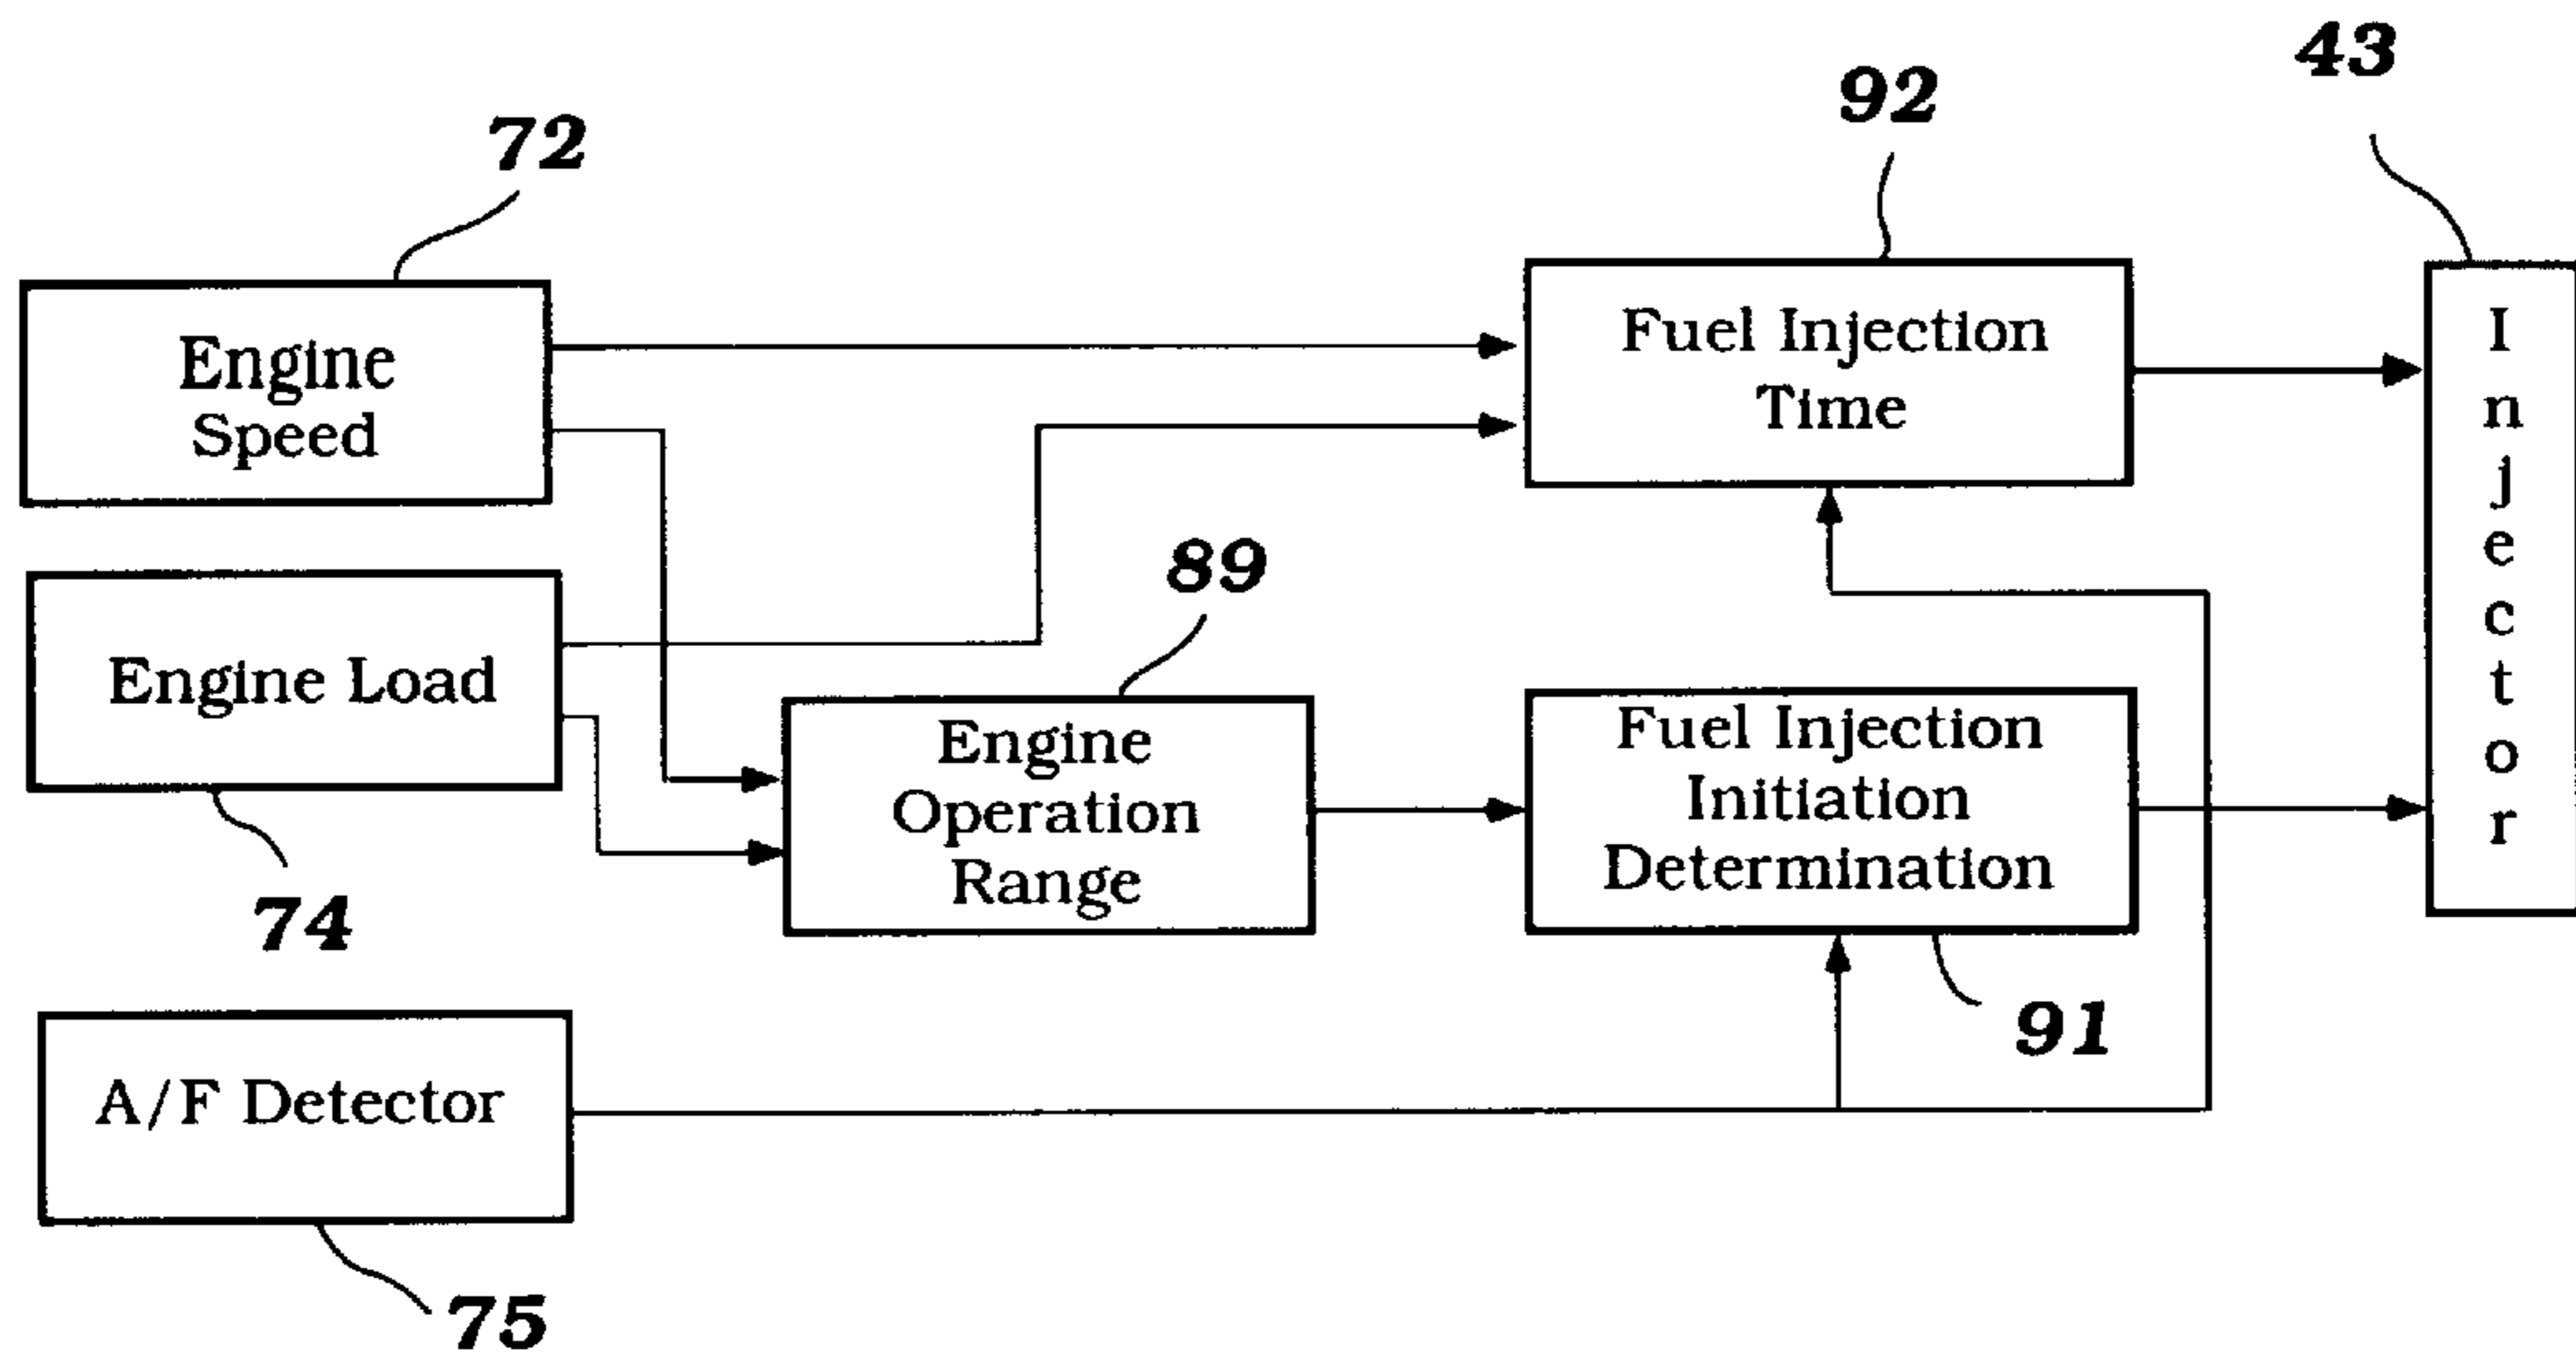 43
92
72
Engine
Speed
Fuel Injection
Time
Injector
89
Engine Load
74
Engine
Operation
Range
Fuel Injection
Initiation
Determination
91
A/F Detector
75